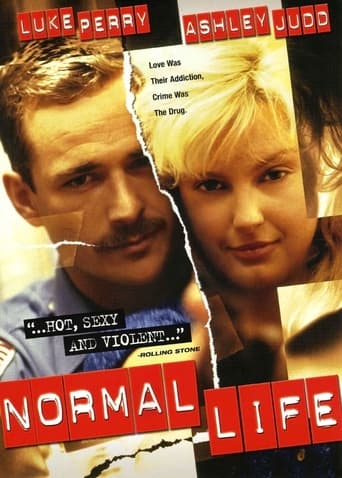 LUKE PERRY ASHLEY JUDD
Love Was
Their Addiction,
Crime Was
The Drug.
"...HOT, SEXY
AND VIOLENT..."
-ROLLING STONE
NORMAL LIFE